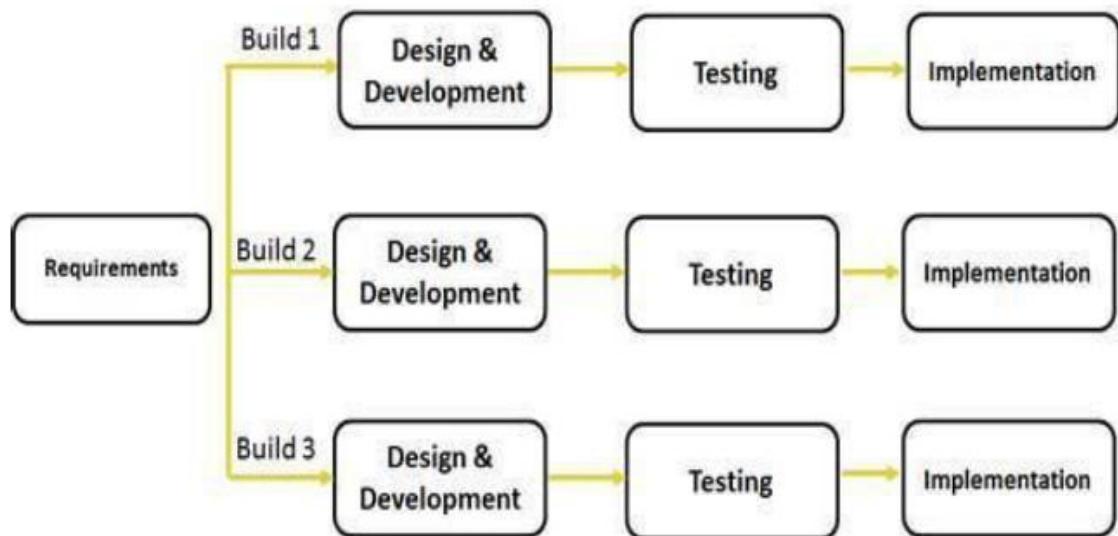 Build 1
Design &
Development
Testing
Implementation
Requirements
Build 2
Design &
Development
Testing
Implementation
Build 3
Design &
Development
Testing
Implementation